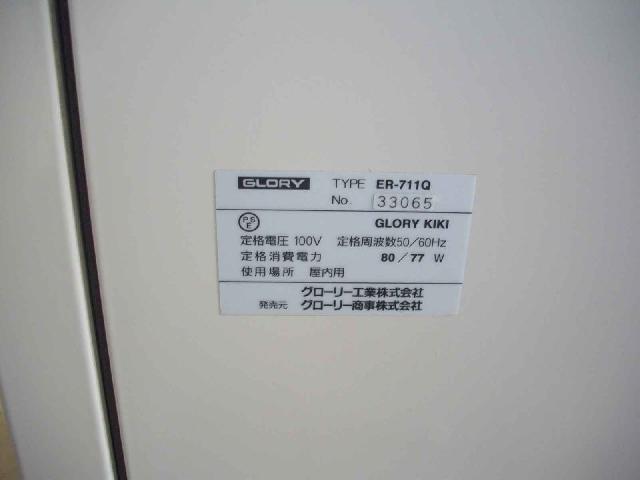 GLORY TYPE ER-711Q
No. 33065
PSE GLORY KIKI
定格電圧 100V 定格周波数50/60Hz
定格消費電力 80/77 W
使用場所 屋内用
グローリー工業株式会社
発売元 グローリー商事株式会社